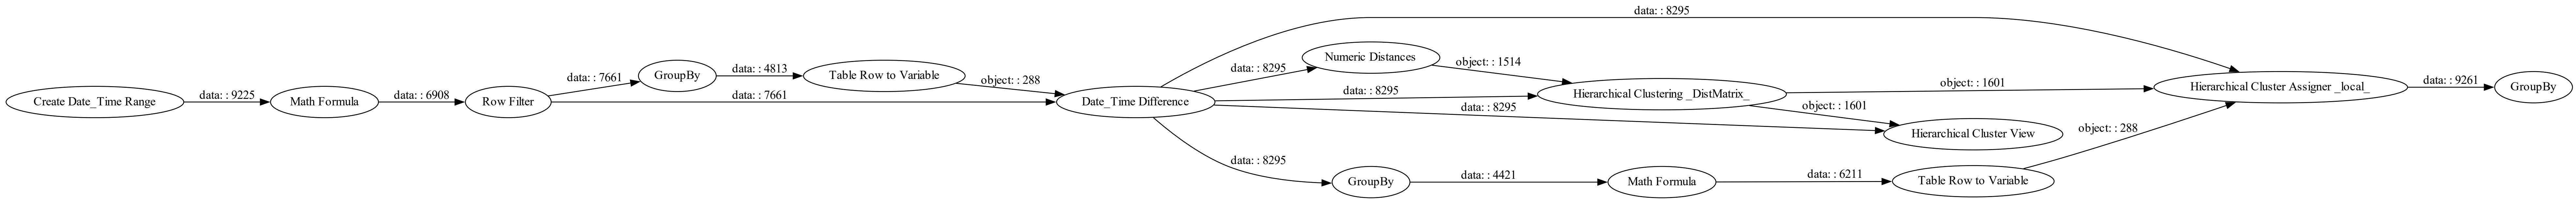 Create Date_Time Range
data: : 9225
Math Formula
data: : 6908
Row Filter
data: : 7661
GroupBy
data: : 4813
Table Row to Variable
object: : 288
data: : 7661
Date_Time Difference
data: : 8295
data: : 8295
Numeric Distances
object: : 1514
data: : 8295
Hierarchical Clustering _DistMatrix_
data: : 8295
object: : 1601
object: : 1601
Hierarchical Cluster View
data: : 8295
GroupBy
data: : 4421
Math Formula
data: : 6211
Table Row to Variable
object: : 288
Hierarchical Cluster Assigner _local_
data: : 9261
GroupBy